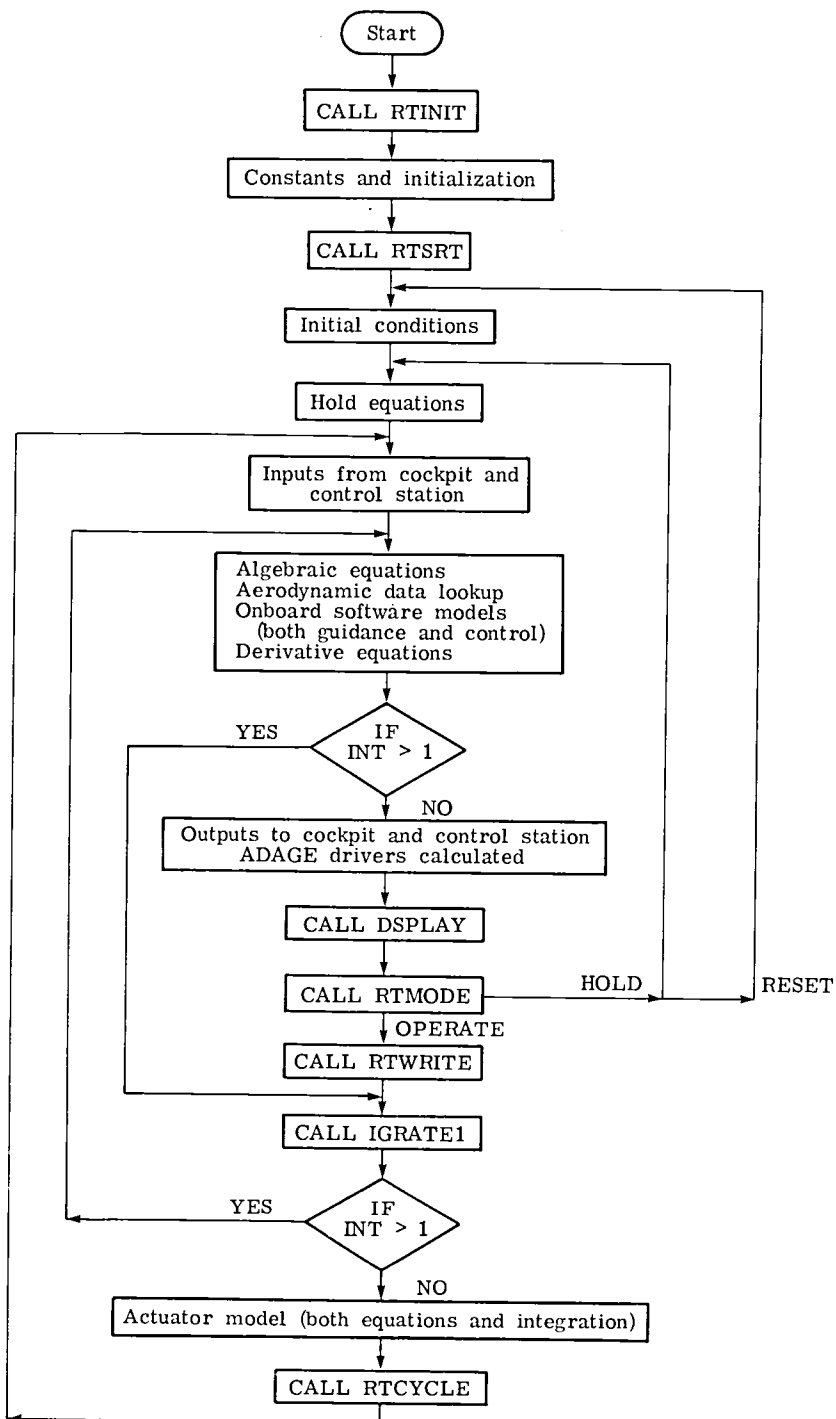 Start
CALL RTINIT
Constants and initialization
CALL RTSRT
Initial conditions
Hold equations
Inputs from cockpit and
control station
Algebraic equations
Aerodynamic data lookup
Onboard software models
(both guidance and control)
Derivative equations
YES
IF
INT > 1
NO
Outputs to cockpit and control station
ADAGE drivers calculated
CALL DSPLAY
CALL RTMODE
HOLD
RESET
OPERATE
CALL RTWRITE
CALL IGRATE1
YES
IF
INT > 1
NO
Actuator model (both equations and integration)
CALL RTCYCLE